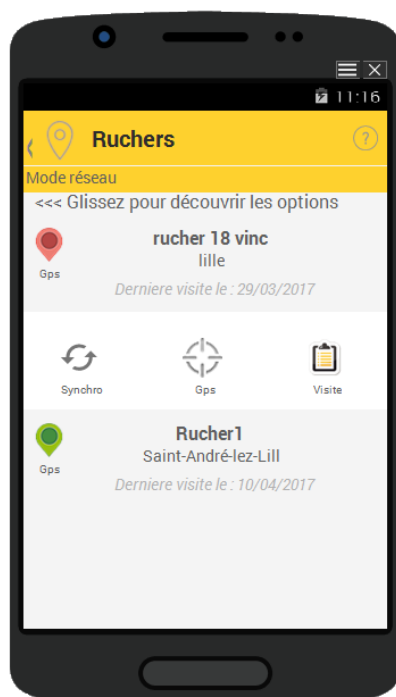 11:16
Ruchers
?
Mode réseau
<<< Glissez pour découvrir les options
rucher 18 vinc
lille
Gps
Derniere visite le : 29/03/2017
Synchro
Gps
Visite
Rucher1
Saint-André-lez-Lill
Gps
Derniere visite le : 10/04/2017